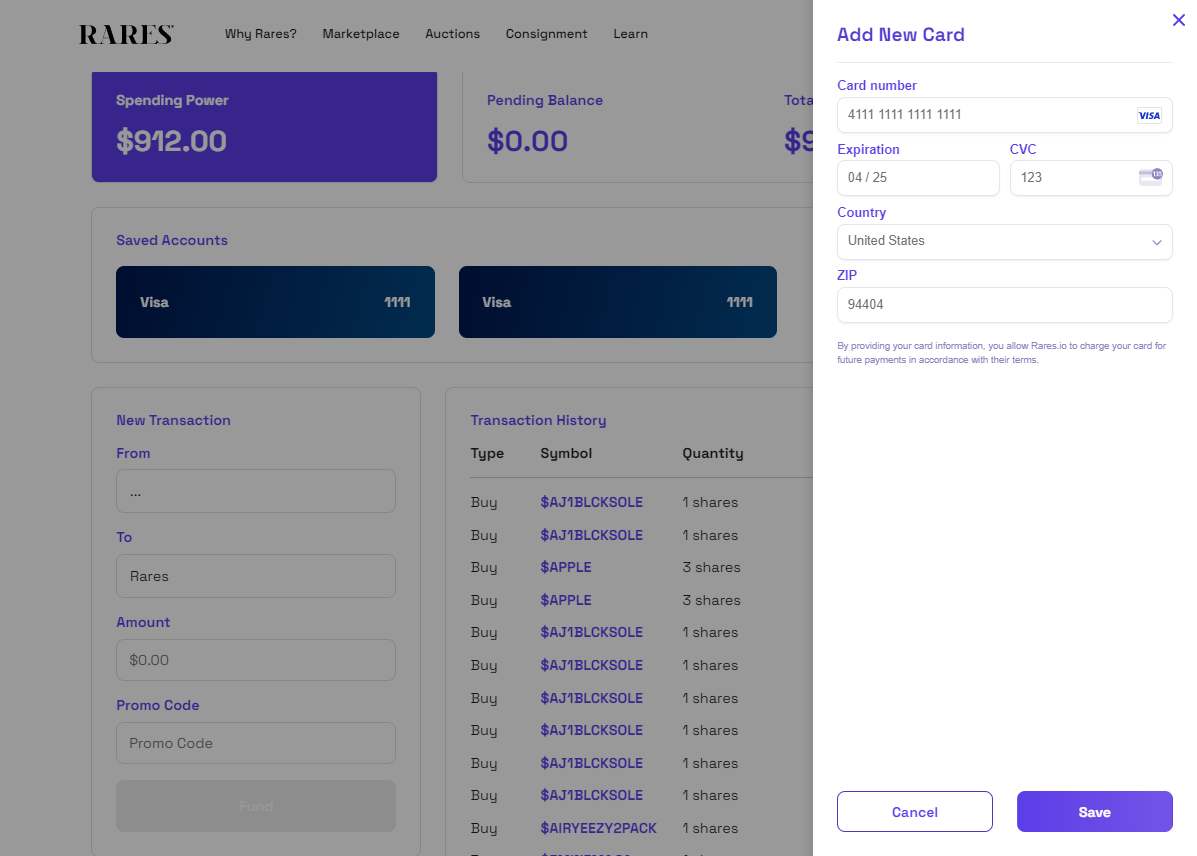 RARES
Why Rares?
Marketplace
Auctions
Consignment
Learn
Spending Power
$912.00
Pending Balance
$0.00
Saved Accounts
Visa 1111
Visa 1111
New Transaction
From
...
To
Rares
Amount
$0.00
Promo Code
Promo Code
Fund
Transaction History
Type Symbol Quantity
Buy $AJ1BLCKSOLE 1 shares
Buy $AJ1BLCKSOLE 1 shares
Buy $APPLE 3 shares
Buy $APPLE 3 shares
Buy $AJ1BLCKSOLE 1 shares
Buy $AJ1BLCKSOLE 1 shares
Buy $AJ1BLCKSOLE 1 shares
Buy $AJ1BLCKSOLE 1 shares
Buy $AJ1BLCKSOLE 1 shares
Buy $AJ1BLCKSOLE 1 shares
Buy $AIRYEEZY2PACK 1 shares
Add New Card
Card number
4111 1111 1111 1111 VISA
Expiration
04 / 25
CVC
123
Country
United States
ZIP
94404
By providing your card information, you allow Rares.io to charge your card for
future payments in accordance with their terms.
Cancel
Save